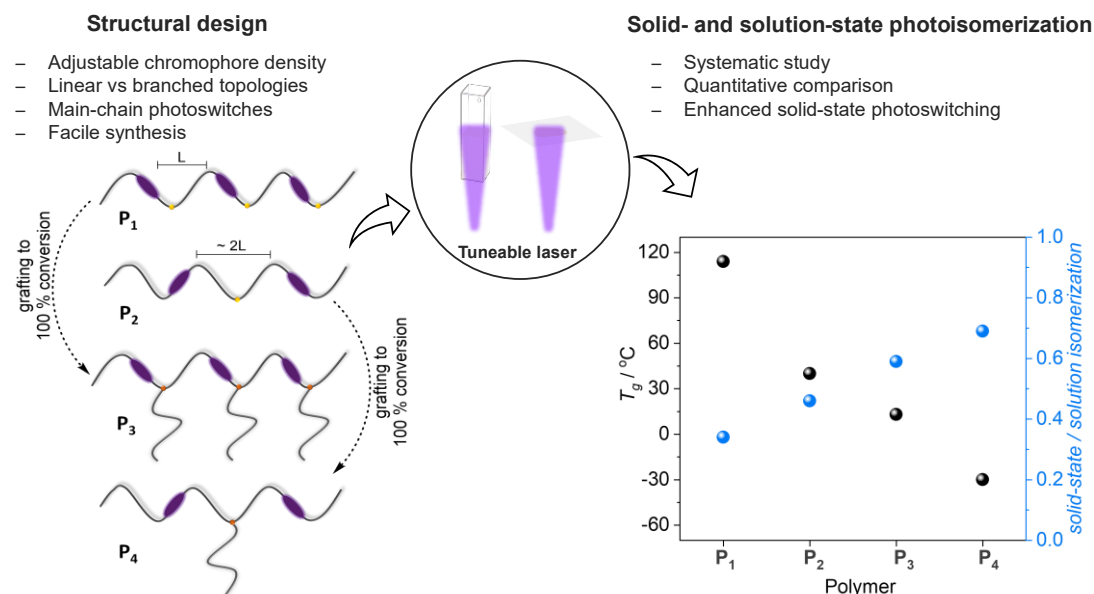 Structural design
– Adjustable chromophore density
– Linear vs branched topologies
– Main-chain photoswitches
– Facile synthesis
L
P1
~ 2L
P2
P3
P4
grafting to
100 % conversion
grafting to
100 % conversion
Tuneable laser
Solid- and solution-state photoisomerization
– Systematic study
– Quantitative comparison
– Enhanced solid-state photoswitching
Tg / °C
120
90
60
30
0
-30
-60
1.0
0.8
0.6
0.4
0.2
0.0
solid-state / solution isomerization
P1 P2 P3 P4
Polymer